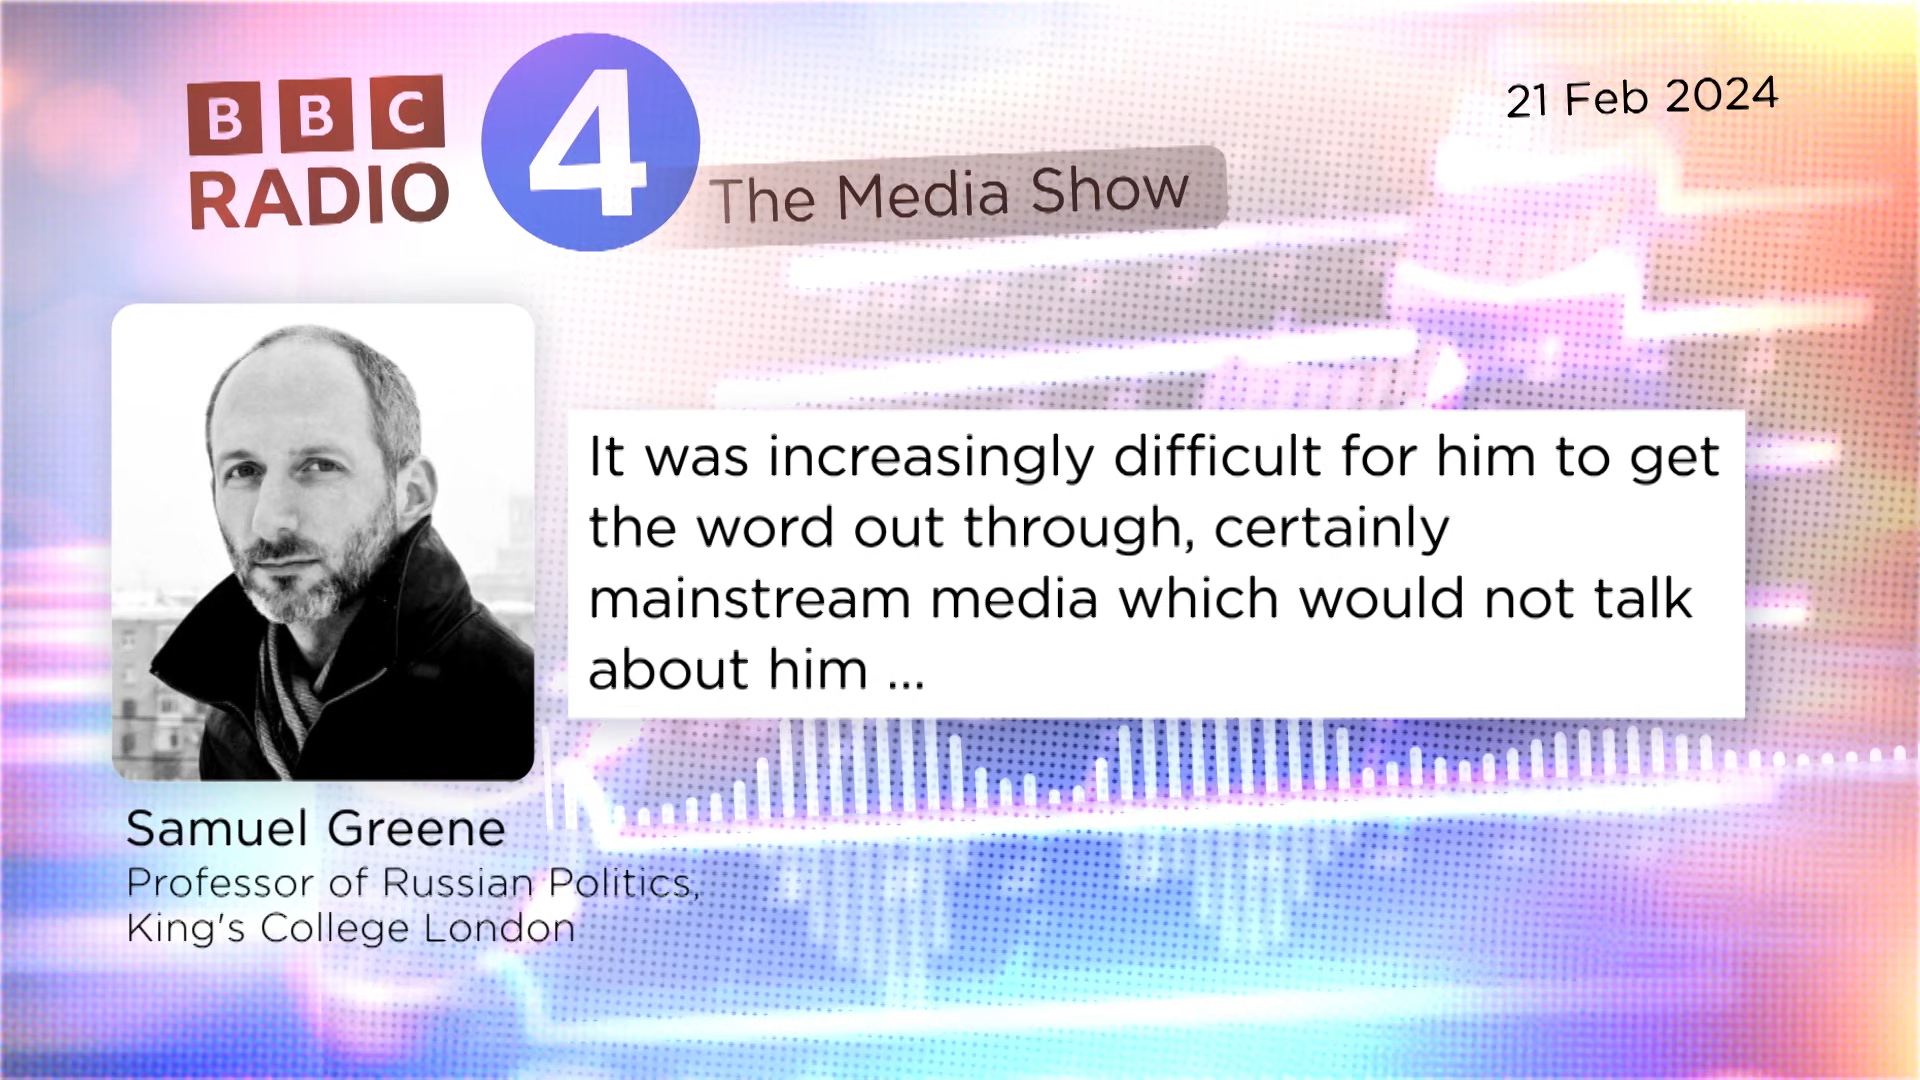 BBC
RADIO
4
The Media Show
21 Feb 2024
It was increasingly difficult for him to get
the word out through, certainly
mainstream media which would not talk
about him ...
Samuel Greene
Professor of Russian Politics,
King's College London